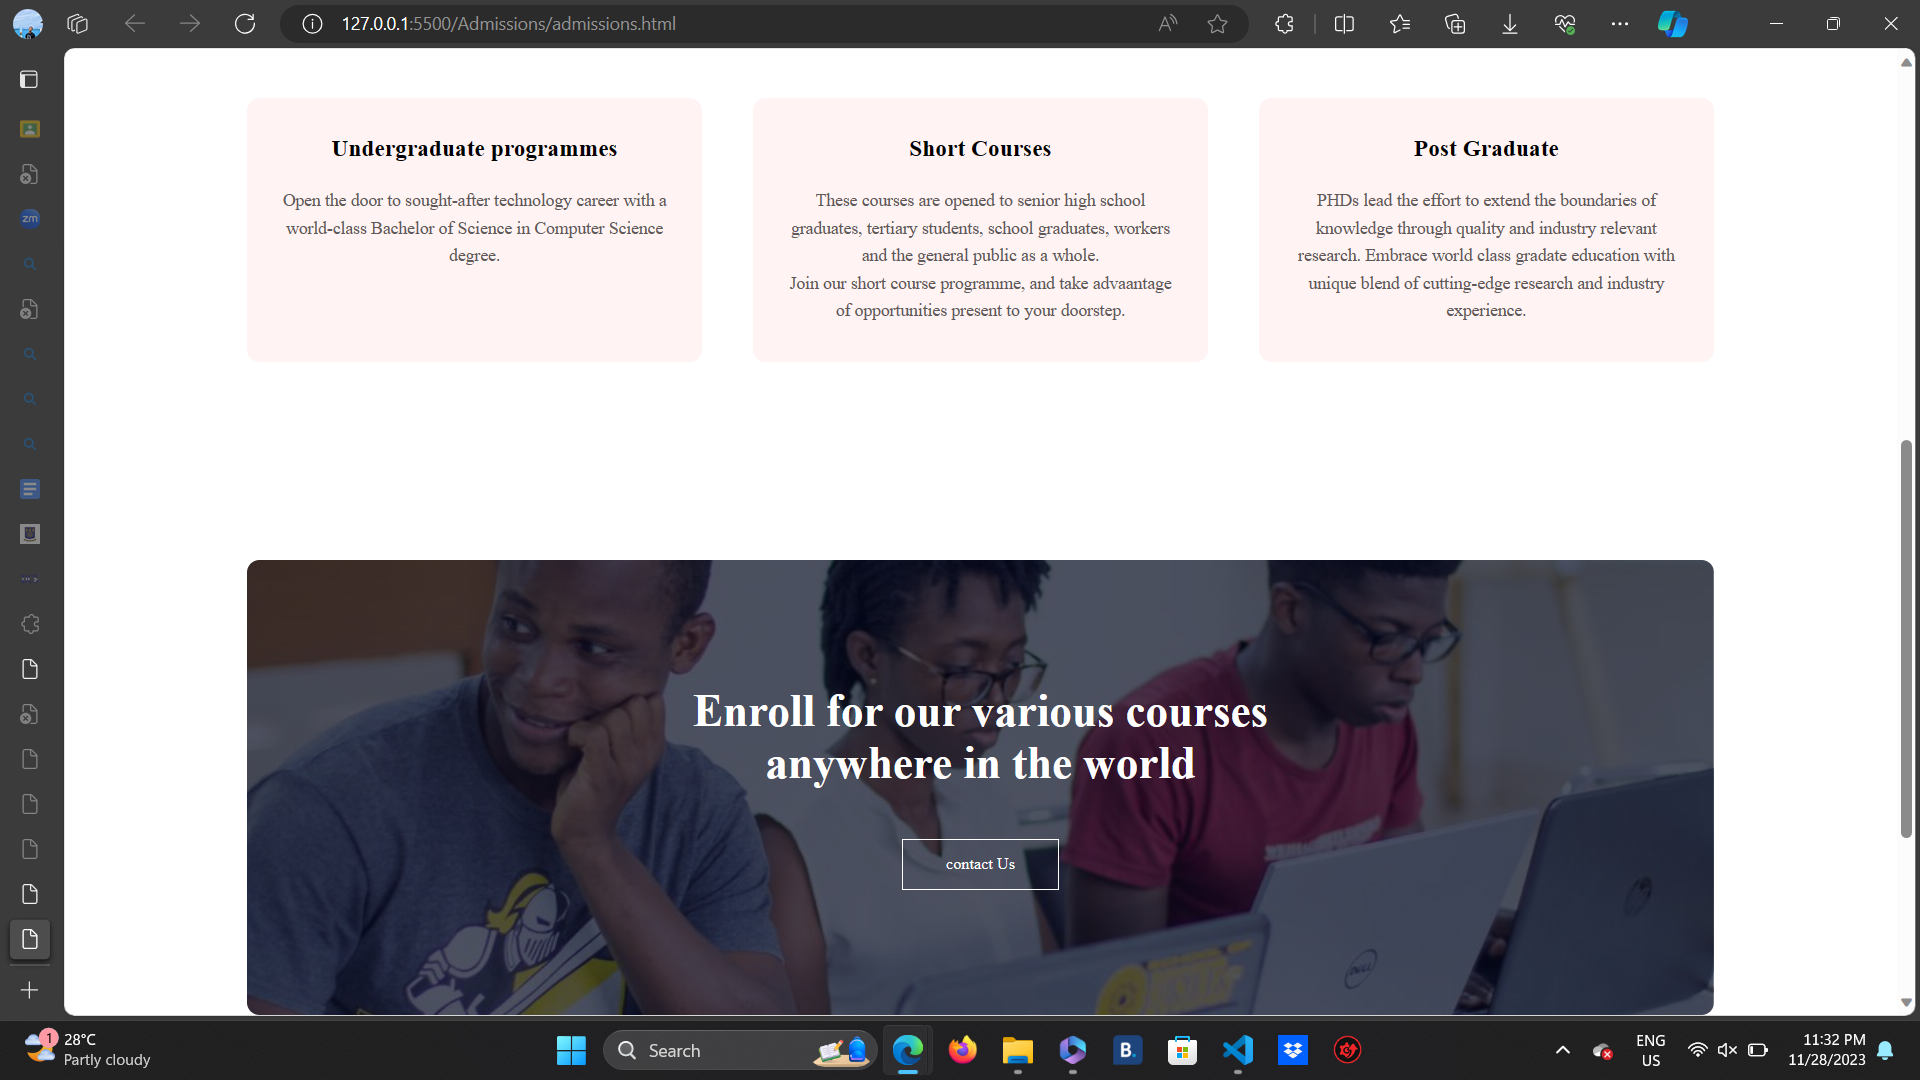 127.0.0.1:5500/Admissions/admissions.html
zm
Undergraduate programmes
Open the door to sought-after technology career with a
world-class Bachelor of Science in Computer Science
degree.
Short Courses
These courses are opened to senior high school
graduates, tertiary students, school graduates, workers
and the general public as a whole.
Join our short course programme, and take advaantage
of opportunities present to your doorstep.
Post Graduate
PHDs lead the effort to extend the boundaries of
knowledge through quality and industry relevant
research. Embrace world class gradate education with
unique blend of cutting-edge research and industry
experience.
Enroll for our various courses
anywhere in the world
contact Us
DELL
1
28°C
Partly cloudy
Search
B.
ENG
US
11:32 PM
11/28/2023